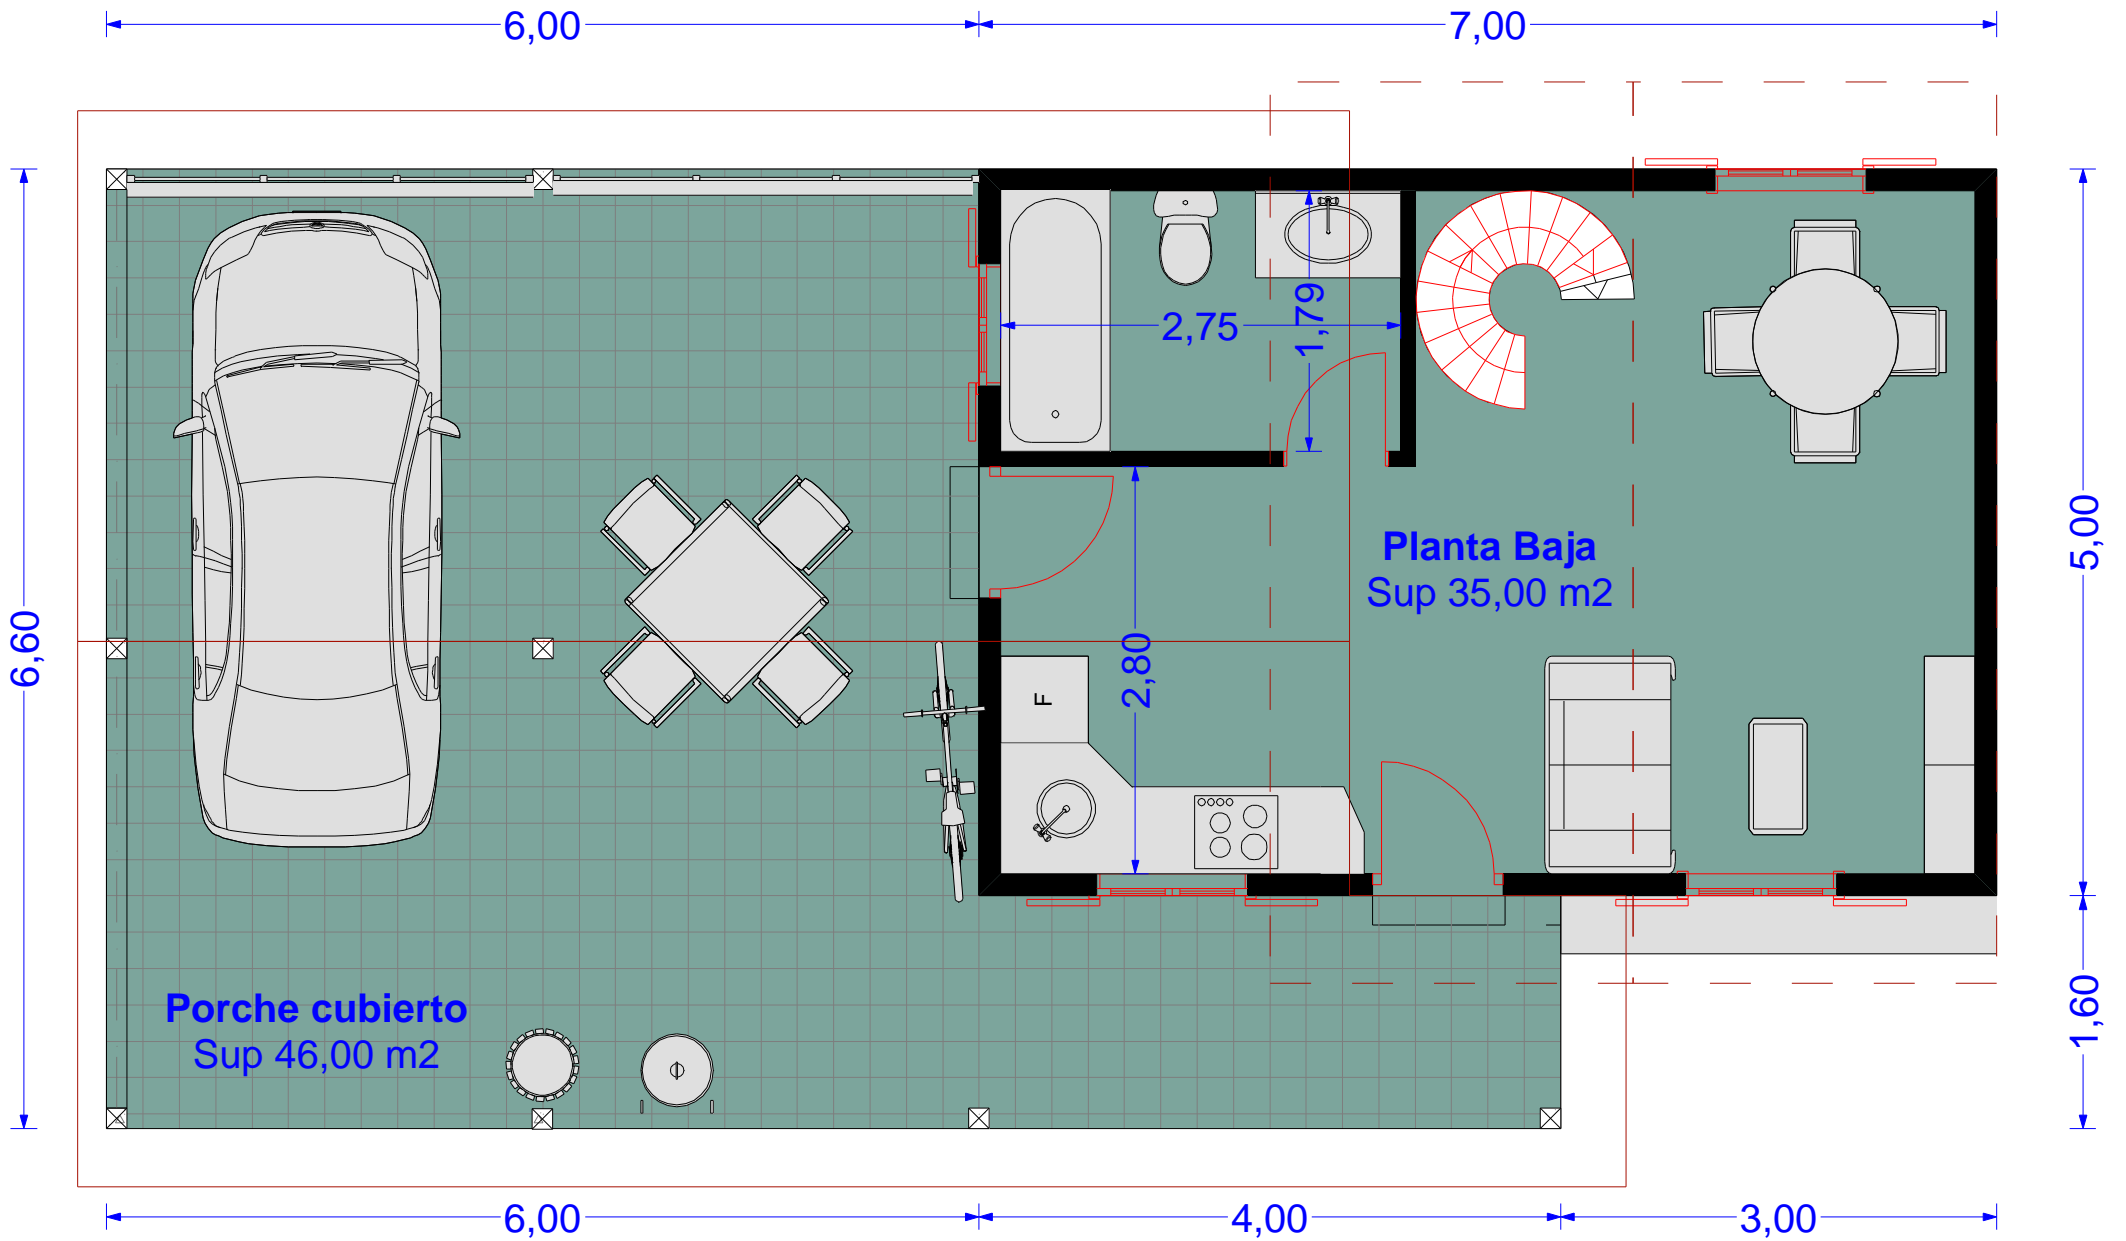 6,00
7,00
2,75
1,79
Planta Baja
Sup 35,00 m2
5,00
6,60
2,80
F
Porche cubierto
Sup 46,00 m2
1,60
6,00
4,00
3,00